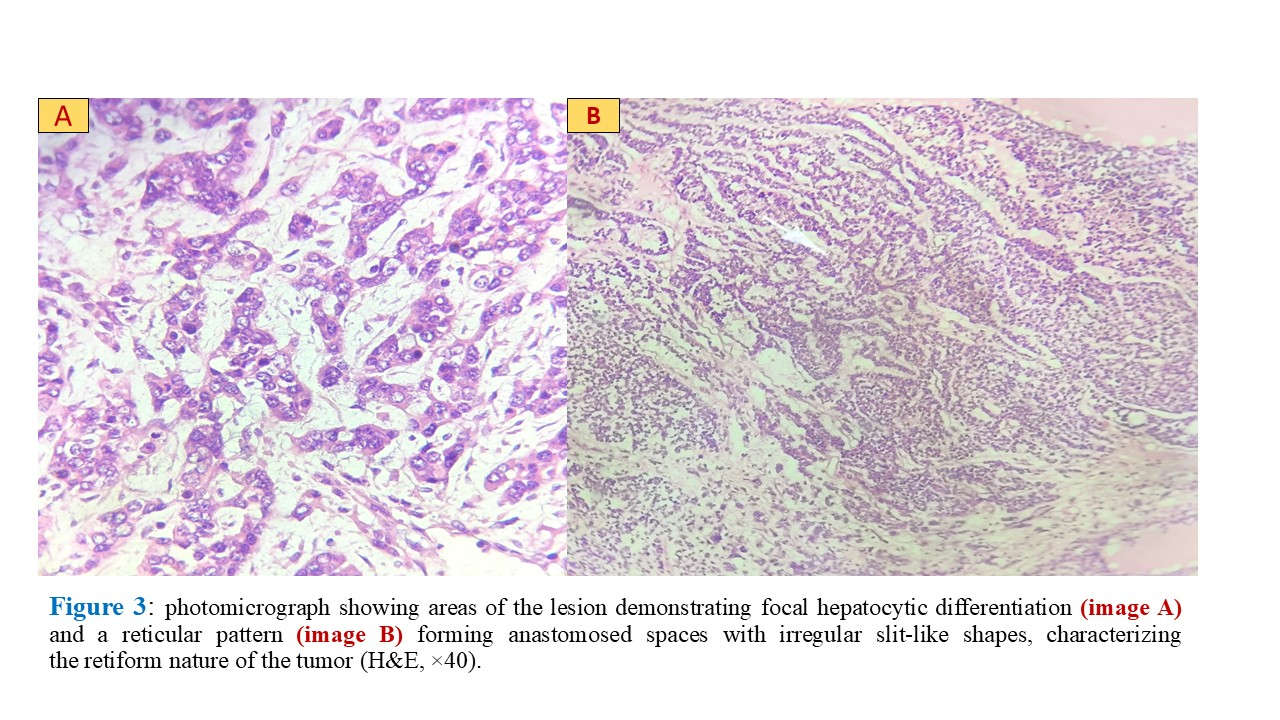 A
B
Figure 3: photomicrograph showing areas of the lesion demonstrating focal hepatocytic differentiation (image A)
and a reticular pattern (image B) forming anastomosed spaces with irregular slit-like shapes, characterizing
the retiform nature of the tumor (H&E, ×40).